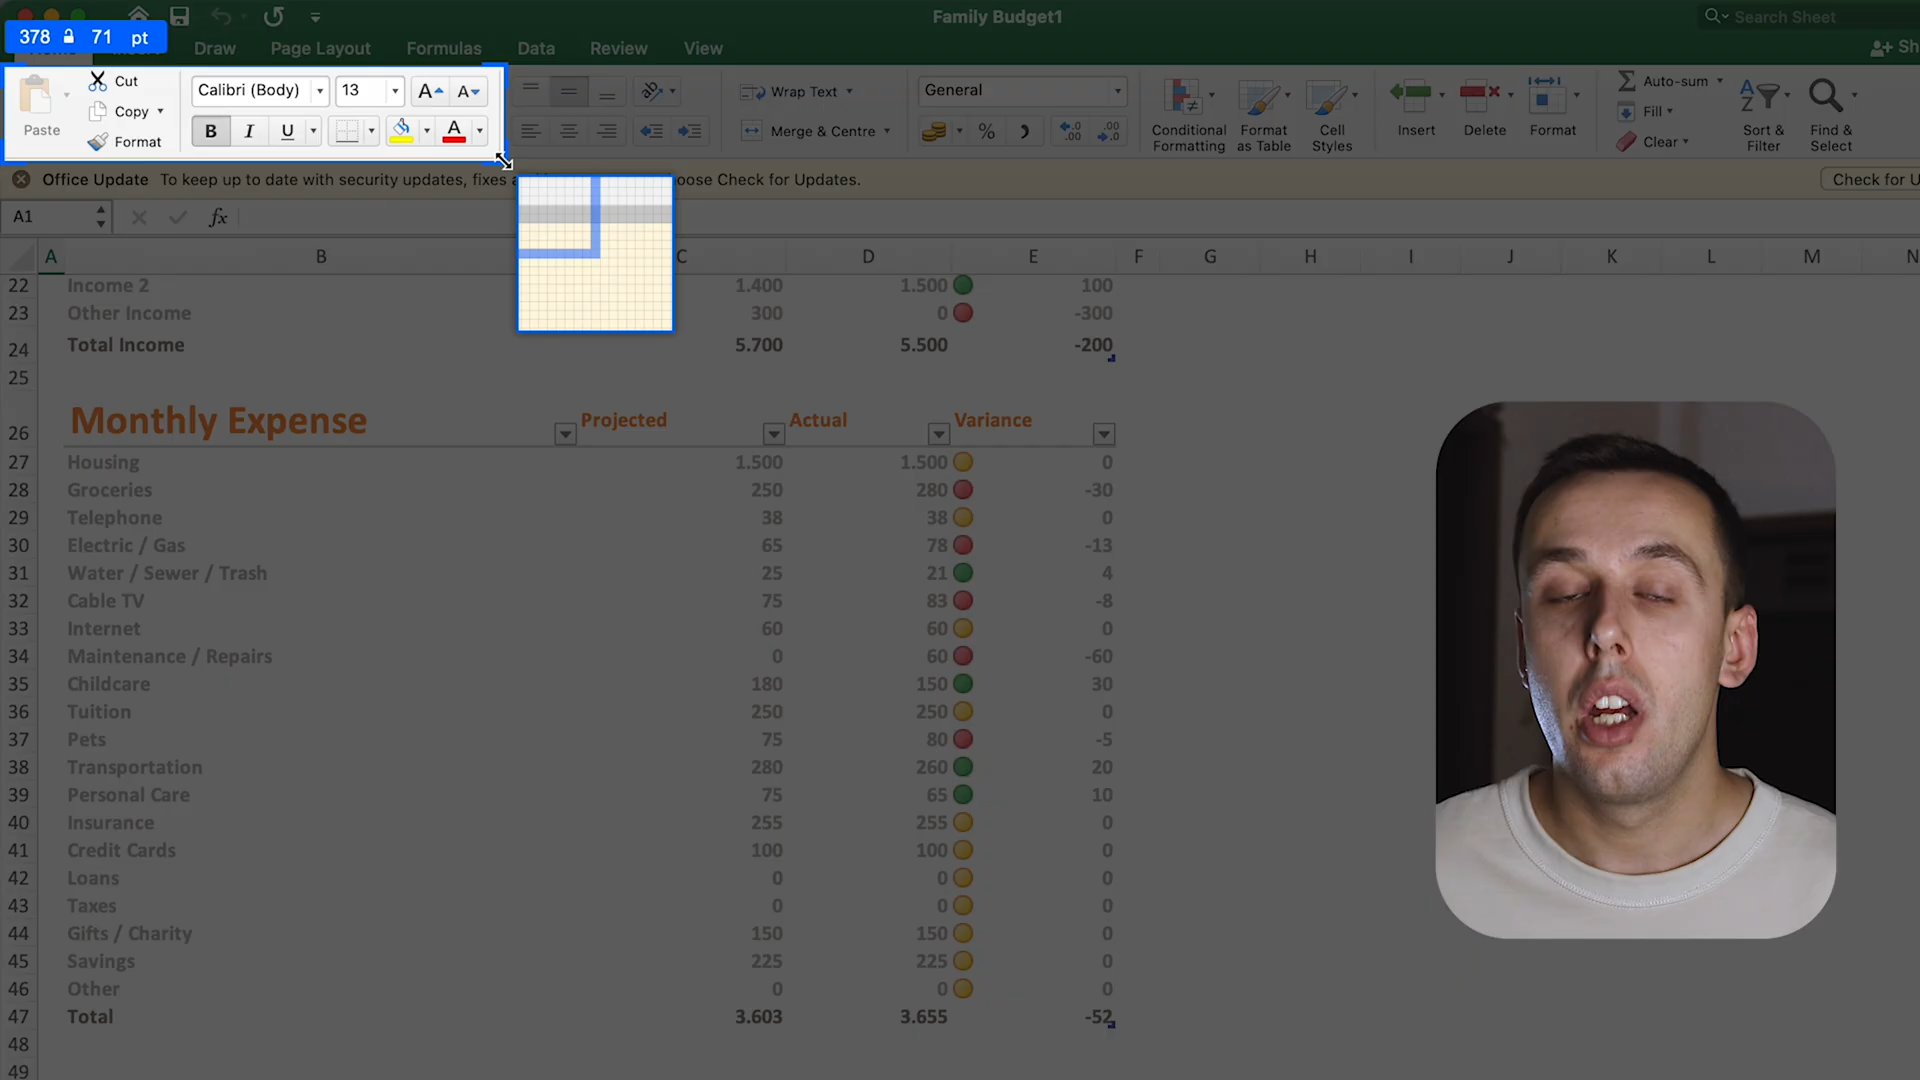 Family Budget1
Search Sheet
378 71 pt
Draw Page Layout Formulas Data Review View
Sh
Paste
Cut
Copy
Format
Calibri (Body) 13
B I U
Wrap Text
Merge & Centre
General
Conditional Formatting
Format as Table
Cell Styles
Insert
Delete
Format
Auto-sum
Fill
Clear
Sort & Filter
Find & Select
Office Update To keep up to date with security updates, fixes a oose Check for Updates.
Check for U
A1 fx
A B C D E F G H I J K L M N
22 Income 2 1.400 1.500 100
23 Other Income 300 0 -300
24 Total Income 5.700 5.500 -200
25
26 Monthly Expense Projected Actual Variance
27 Housing 1.500 1.500 0
28 Groceries 250 280 -30
29 Telephone 38 38 0
30 Electric / Gas 65 78 -13
31 Water / Sewer / Trash 25 21 4
32 Cable TV 75 83 -8
33 Internet 60 60 0
34 Maintenance / Repairs 0 60 -60
35 Childcare 180 150 30
36 Tuition 250 250 0
37 Pets 75 80 -5
38 Transportation 280 260 20
39 Personal Care 75 65 10
40 Insurance 255 255 0
41 Credit Cards 100 100 0
42 Loans 0 0 0
43 Taxes 0 0 0
44 Gifts / Charity 150 150 0
45 Savings 225 225 0
46 Other 0 0 0
47 Total 3.603 3.655 -52
48
49